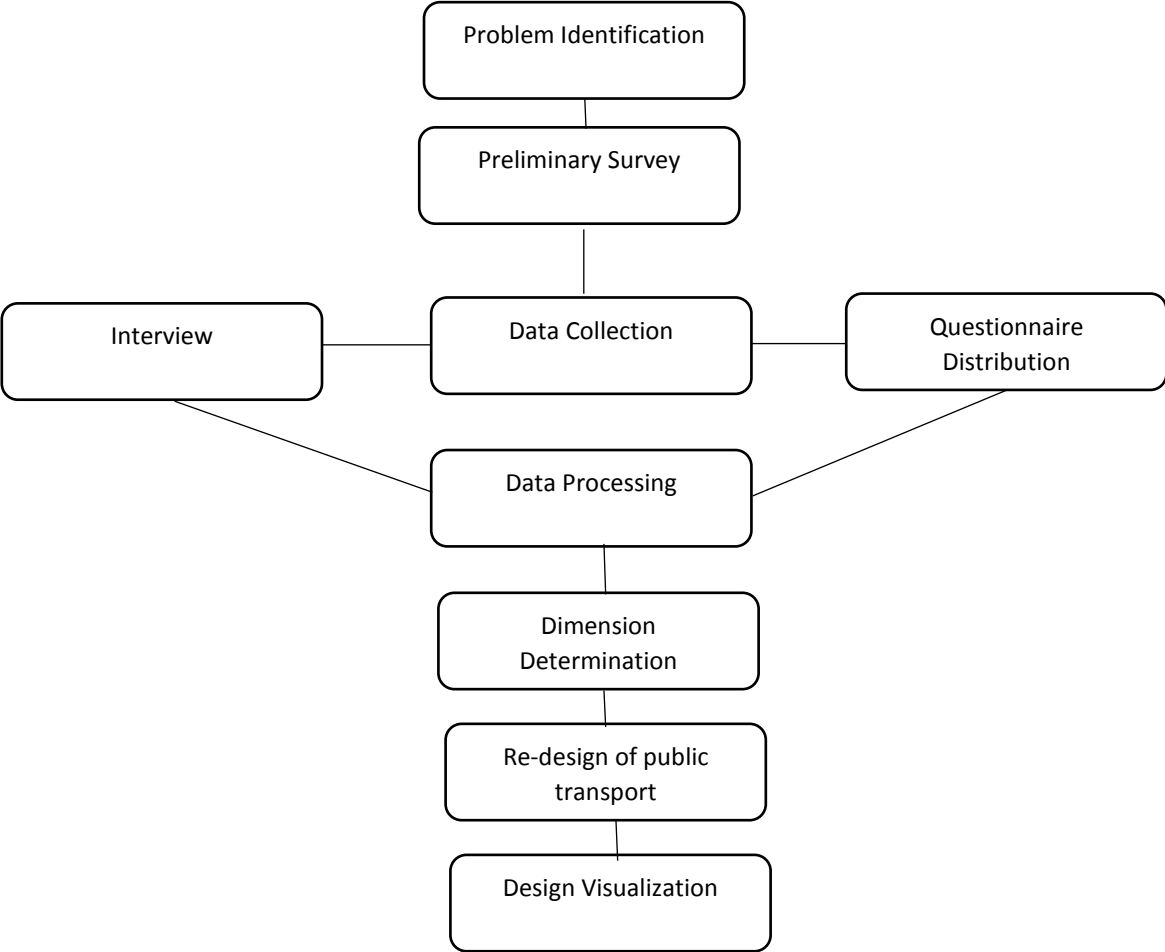 Problem Identification
Preliminary Survey
Interview
Data Collection
Questionnaire
Distribution
Data Processing
Dimension
Determination
Re-design of public
transport
Design Visualization